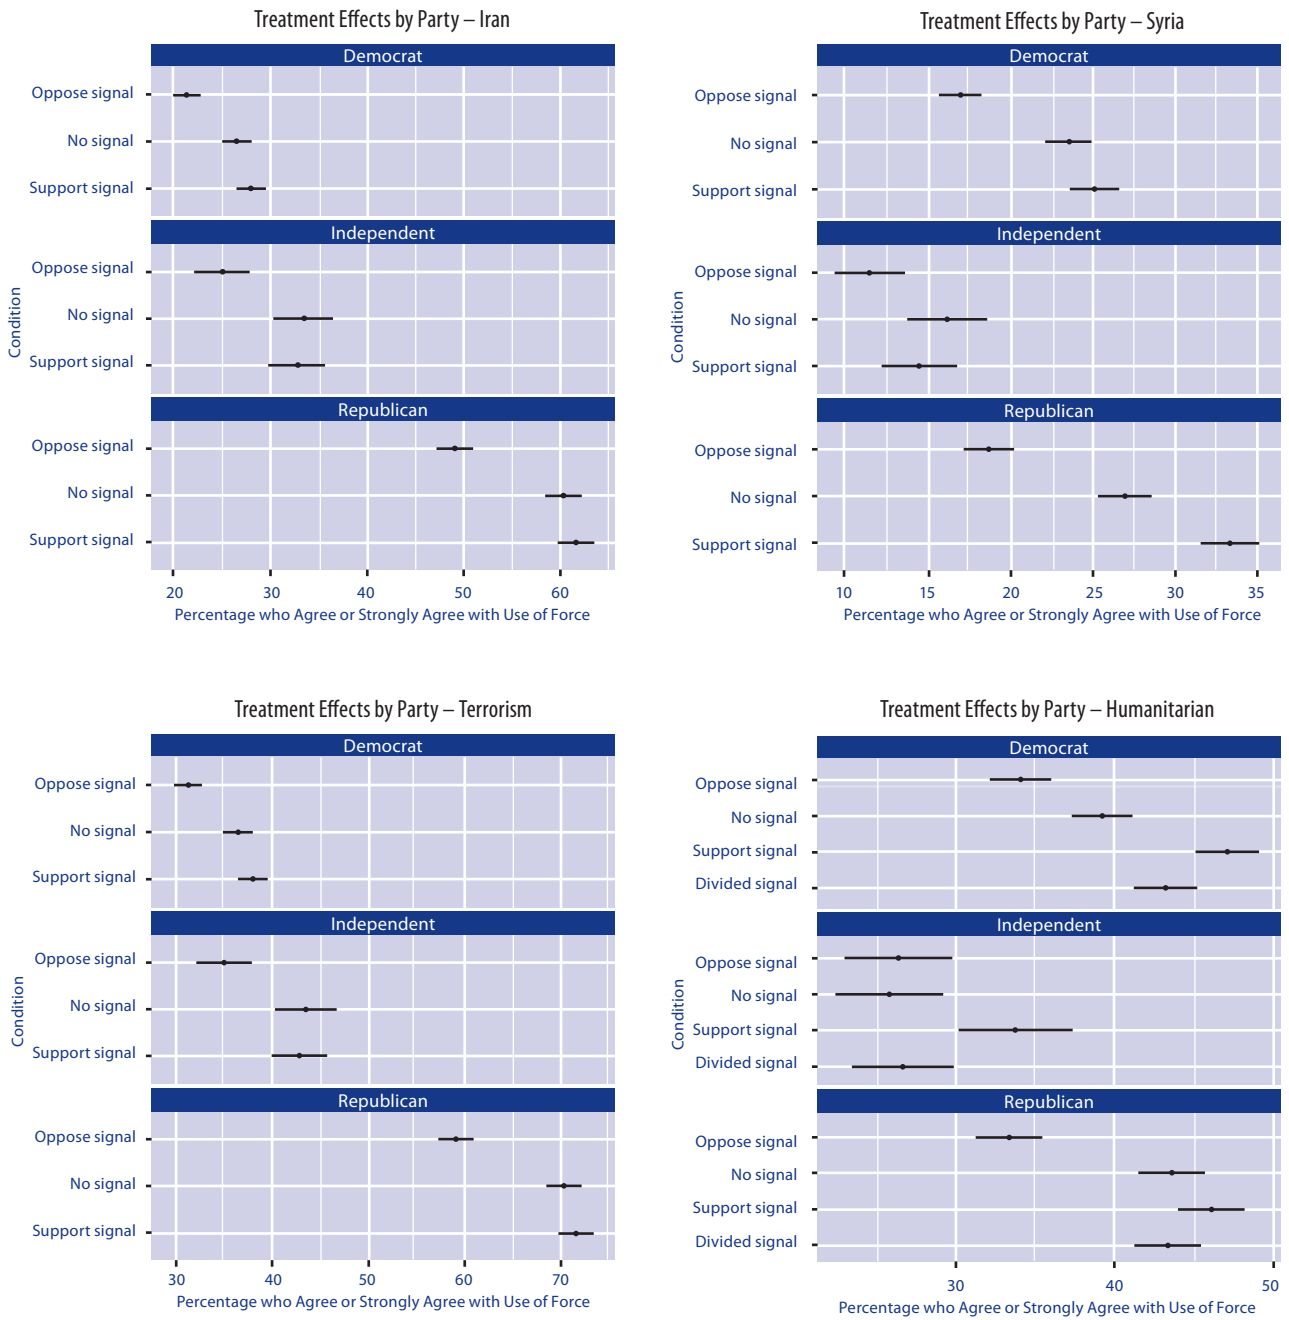 Treatment Effects by Party – Iran
Democrat
Oppose signal
No signal
Support signal
Independent
Oppose signal
No signal
Support signal
Republican
Oppose signal
No signal
Support signal
Condition
20 30 40 50 60
Percentage who Agree or Strongly Agree with Use of Force
Treatment Effects by Party – Syria
Democrat
Oppose signal
No signal
Support signal
Independent
Oppose signal
No signal
Support signal
Republican
Oppose signal
No signal
Support signal
Condition
10 15 20 25 30 35
Percentage who Agree or Strongly Agree with Use of Force
Treatment Effects by Party – Terrorism
Democrat
Oppose signal
No signal
Support signal
Independent
Oppose signal
No signal
Support signal
Republican
Oppose signal
No signal
Support signal
Condition
30 40 50 60 70
Percentage who Agree or Strongly Agree with Use of Force
Treatment Effects by Party – Humanitarian
Democrat
Oppose signal
No signal
Support signal
Divided signal
Independent
Oppose signal
No signal
Support signal
Divided signal
Republican
Oppose signal
No signal
Support signal
Divided signal
Condition
30 40 50
Percentage who Agree or Strongly Agree with Use of Force